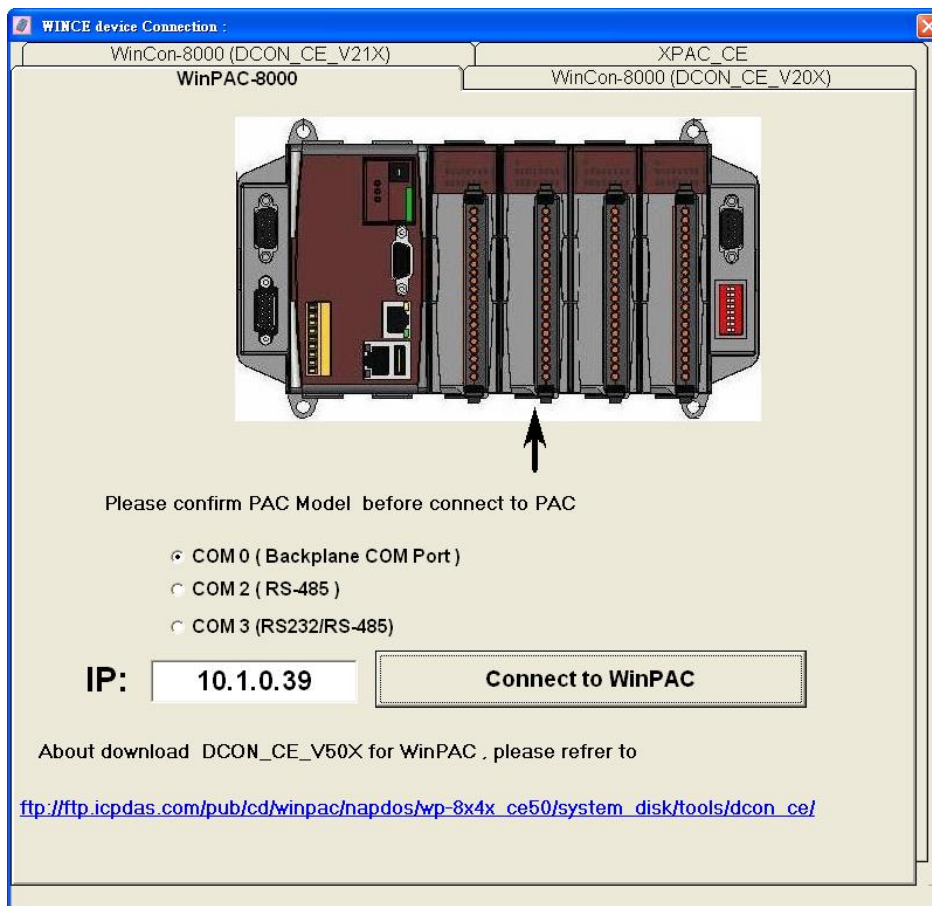 WINCE device Connection :
WinCon-8000 (DCON_CE_V21X) XPAC_CE
WinPAC-8000 WinCon-8000 (DCON_CE_V20X)
Please confirm PAC Model before connect to PAC
COM 0 ( Backplane COM Port )
COM 2 ( RS-485 )
COM 3 (RS232/RS-485)
IP: 10.1.0.39 Connect to WinPAC
About download DCON_CE_V50X for WinPAC , please refrer to
ftp://ftp.icpdas.com/pub/cd/winpac/napdos/wp-8x4x_ce50/system_disk/tools/dcon_ce/